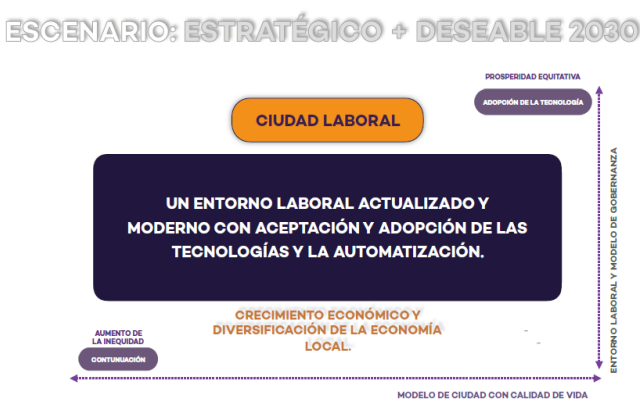 ESCENARIO: ESTRATÉGICO + DESEABLE 2030
PROSPERIDAD EQUITATIVA
ADOPCIÓN DE LA TECNOLOGÍA
CIUDAD LABORAL
UN ENTORNO LABORAL ACTUALIZADO Y
MODERNO CON ACEPTACIÓN Y ADOPCIÓN DE LAS
TECNOLOGÍAS Y LA AUTOMATIZACIÓN.
ENTORNO LABORAL Y MODELO DE GOBERNANZA
CRECIMIENTO ECONÓMICO Y
DIVERSIFICACIÓN DE LA ECONOMÍA
LOCAL.
AUMENTO DE
LA INEQUIDAD
CONTUNUACIÓN
MODELO DE CIUDAD CON CALIDAD DE VIDA